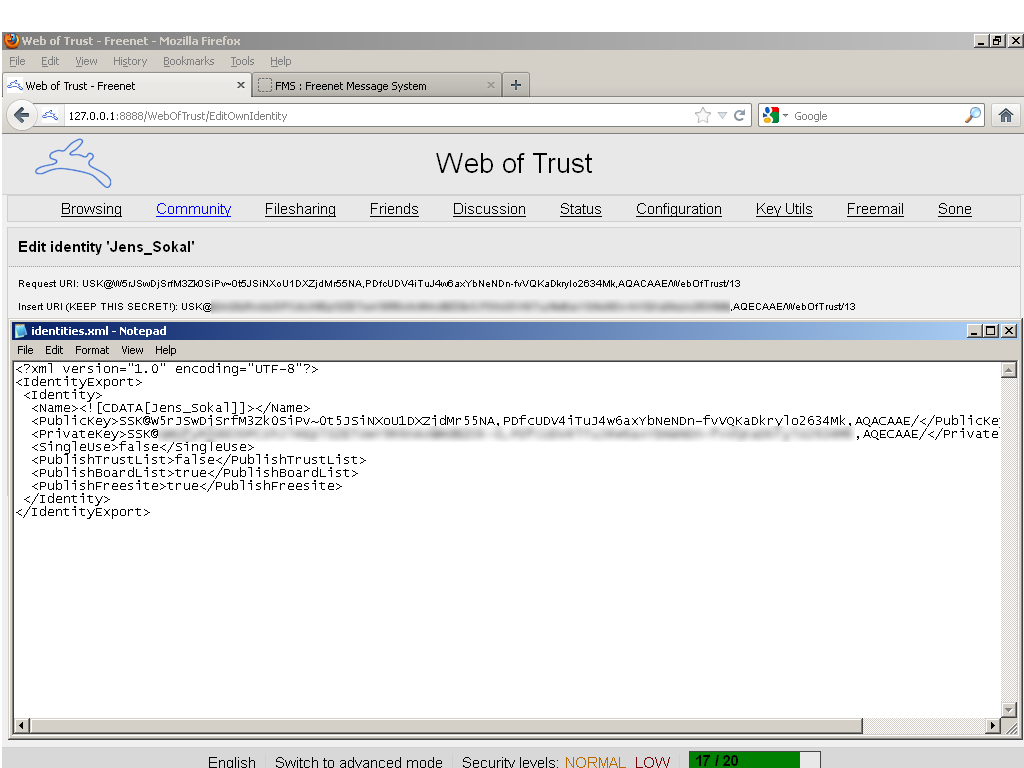 Web of Trust - Freenet - Mozilla Firefox
File Edit View History Bookmarks Tools Help
Web of Trust - Freenet
FMS : Freenet Message System
127.0.0.1:8888/WebOfTrust/EditOwnIdentity
Google
Web of Trust
Browsing Community Filesharing Friends Discussion Status Configuration Key Utils Freemail Sone
Edit identity 'Jens_Sokal'
Request URI: USK@W5rJSwDjSrfM3Zk0SiPv~0t5JSiNXoU1DXZjdMr55NA,PDfcUDV4iTuJ4w6axYbNeNDn-fvVQKaDkrylo2634Mk,AQACAAE/WebOfTrust/13
Insert URI (KEEP THIS SECRET!): USK@ ,AQECAAE/WebOfTrust/13
identities.xml - Notepad
File Edit Format View Help
<?xml version="1.0" encoding="UTF-8"?>
<IdentityExport>
<Identity>
<Name><![CDATA[Jens_Sokal]]></Name>
<PublicKey>SSK@W5rJSwDjSrfM3Zk0SiPv~0t5JSiNXoU1DXZjdMr55NA,PDfcUDV4iTuJ4w6axYbNeNDn-fvVQKaDkrylo2634Mk,AQACAAE/</PublicKe
<PrivateKey>SSK@ ,AQECAAE/</Private
<SingleUse>false</SingleUse>
<PublishTrustList>false</PublishTrustList>
<PublishBoardList>true</PublishBoardList>
<PublishFreesite>true</PublishFreesite>
</Identity>
</IdentityExport>
English Switch to advanced mode Security levels: NORMAL LOW 17 / 20